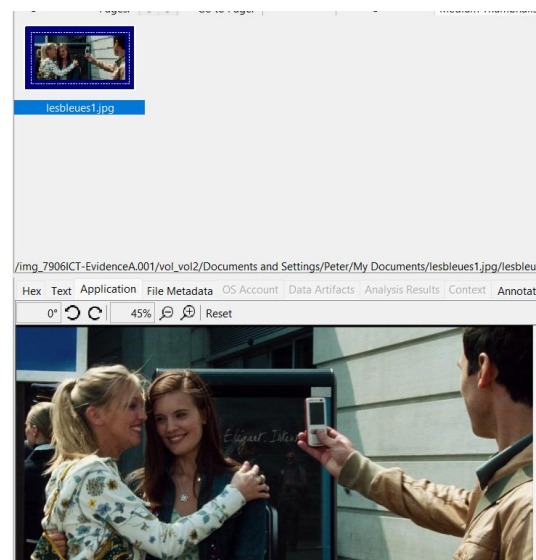 lesbleues1.jpg
/img_7906ICT-EvidenceA.001/vol_vol2/Documents and Settings/Peter/My Documents/lesbleues1.jpg/lesbleu
Hex Text Application File Metadata OS Account Data Artifacts Analysis Results Context Annotat
0° 45% Reset